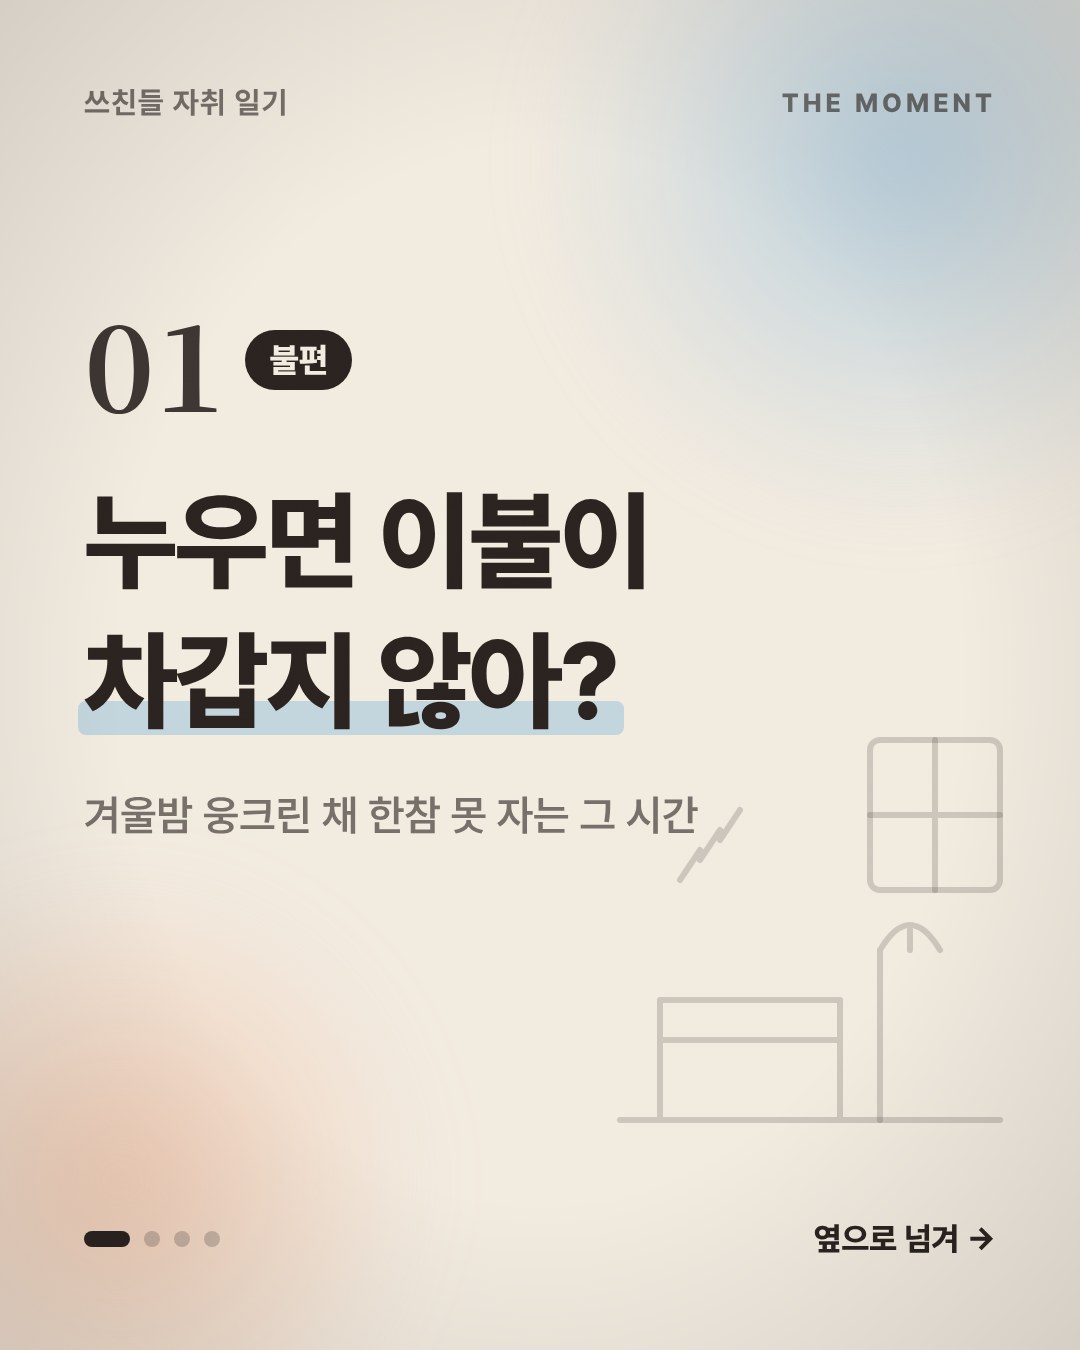 쓰친들 자취 일기
THE MOMENT
01 불편
누우면 이불이
차갑지 않아?
겨울밤 웅크린 채 한참 못 자는 그 시간
옆으로 넘겨 →